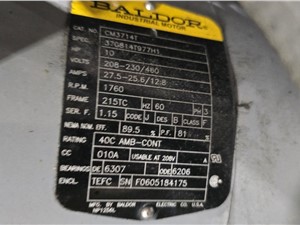 BALDOR
INDUSTRIAL MOTOR
CAT. NO. CM3714T
SPEC. 37G814T977H1
HP 10
VOLTS 208-230/460
AMPS 27.5-25.6/12.8
R.P.M. 1760
FRAME 215TC HZ 60 PH 3
SER. F. 1.15 CODE J DES B CLASS F
NEMA NOM. EFF. 89.5 % P.F. 81 %
RATING 40C AMB-CONT
CC 010A USABLE AT 208V A
BEARINGS DE 6307 ODE 6206
ENCL TEFC SN F0605184175
MFG. BY BALDOR ELECTRIC CO. U.S.A.